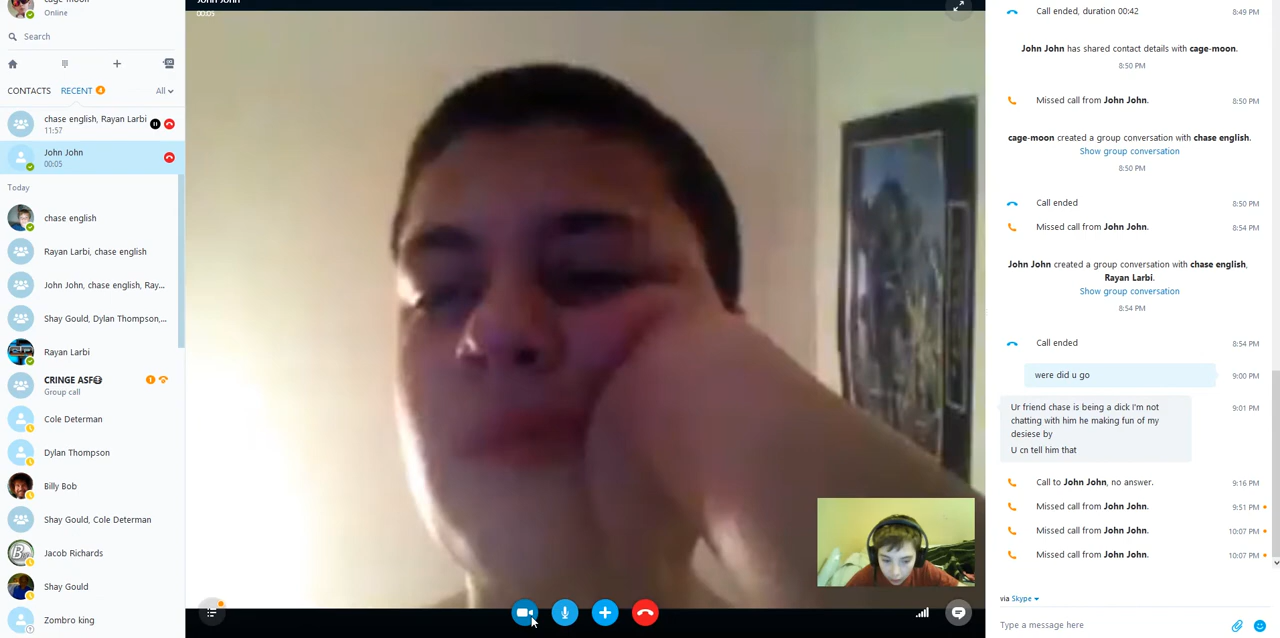 cage-moon
Online
Search
CONTACTS RECENT 4 All
chase english, Rayan Larbi
11:57
John John
00:05
Today
chase english
Rayan Larbi, chase english
John John, chase english, Ray...
Shay Gould, Dylan Thompson,...
Rayan Larbi
CRINGE ASF😂 1
Group call
Cole Determan
Dylan Thompson
Billy Bob
Shay Gould, Cole Determan
Jacob Richards
Shay Gould
Zombro king
John John
00:05
Call ended, duration 00:42 8:49 PM
John John has shared contact details with cage-moon.
8:50 PM
Missed call from John John. 8:50 PM
cage-moon created a group conversation with chase english.
Show group conversation
8:50 PM
Call ended 8:50 PM
Missed call from John John. 8:54 PM
John John created a group conversation with chase english,
Rayan Larbi.
Show group conversation
8:54 PM
Call ended 8:54 PM
were did u go 9:00 PM
Ur friend chase is being a dick I'm not 9:01 PM
chatting with him he making fun of my
desiese by
U cn tell him that
Call to John John, no answer. 9:16 PM
Missed call from John John. 9:51 PM
Missed call from John John. 10:07 PM
Missed call from John John. 10:07 PM
via Skype
Type a message here